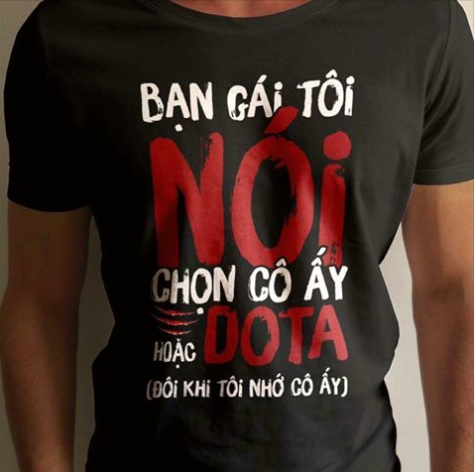 BẠN GÁI TÔI
NÓI
CHỌN CÔ ẤY
HOẶC DOTA
(ĐÔI KHI TÔI NHỚ CÔ ẤY)